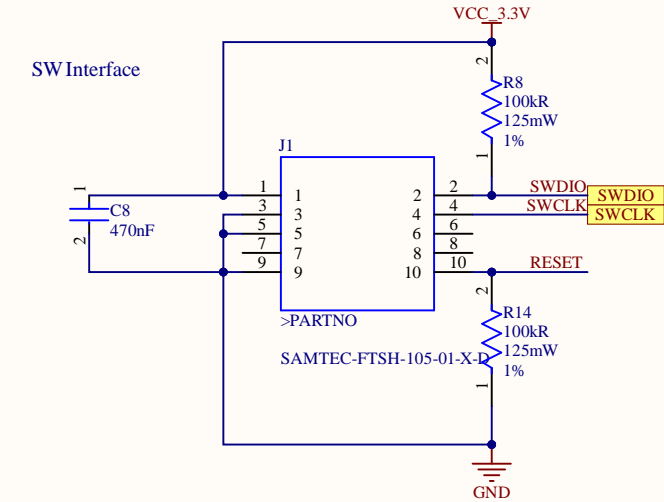 VCC_3.3V
SW Interface
2
R8
100kR
125mW
1%
1
J1
1
1
3
3
5
5
7
7
9
9
2
2
4
4
6
6
8
8
10
10
SWDIO
SWDIO
SWCLK
SWCLK
RESET
1
C8
470nF
2
>PARTNO
SAMTEC-FTSH-105-01-X-D
2
R14
100kR
125mW
1%
1
GND